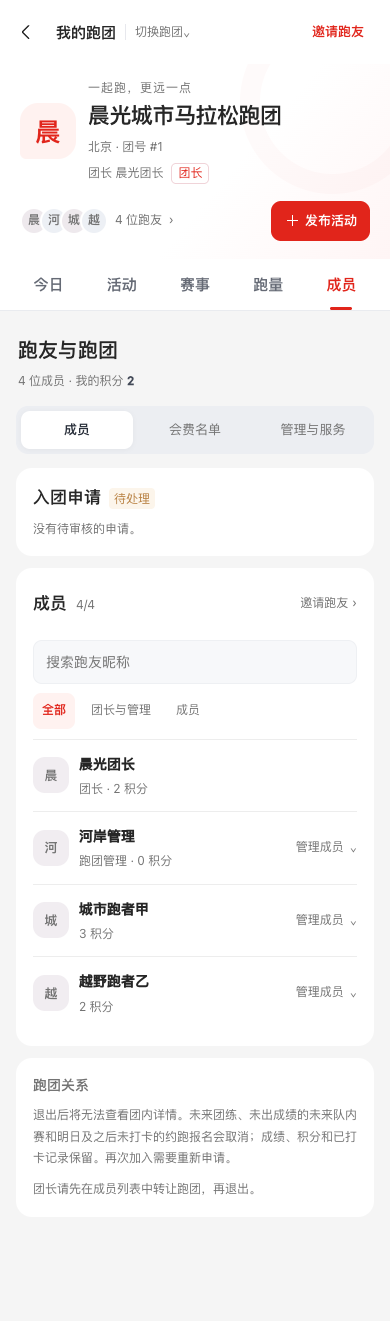 我的跑团 切换跑团
邀请跑友
一起跑，更远一点
晨
晨光城市马拉松跑团
北京 · 团号 #1
团长 晨光团长 团长
晨 河 城 越 4 位跑友 ›
＋ 发布活动
今日 活动 赛事 跑量 成员
跑友与跑团
4 位成员 · 我的积分 2
成员 会费名单 管理与服务
入团申请 待处理
没有待审核的申请。
成员 4/4 邀请跑友 ›
搜索跑友昵称
全部 团长与管理 成员
晨 晨光团长
团长 · 2 积分
河 河岸管理
跑团管理 · 0 积分
管理成员
城 城市跑者甲
3 积分
管理成员
越 越野跑者乙
2 积分
管理成员
跑团关系
退出后将无法查看团内详情。未来团练、未出成绩的未来队内
赛和明日及之后未打卡的约跑报名会取消；成绩、积分和已打
卡记录保留。再次加入需要重新申请。
团长请先在成员列表中转让跑团，再退出。